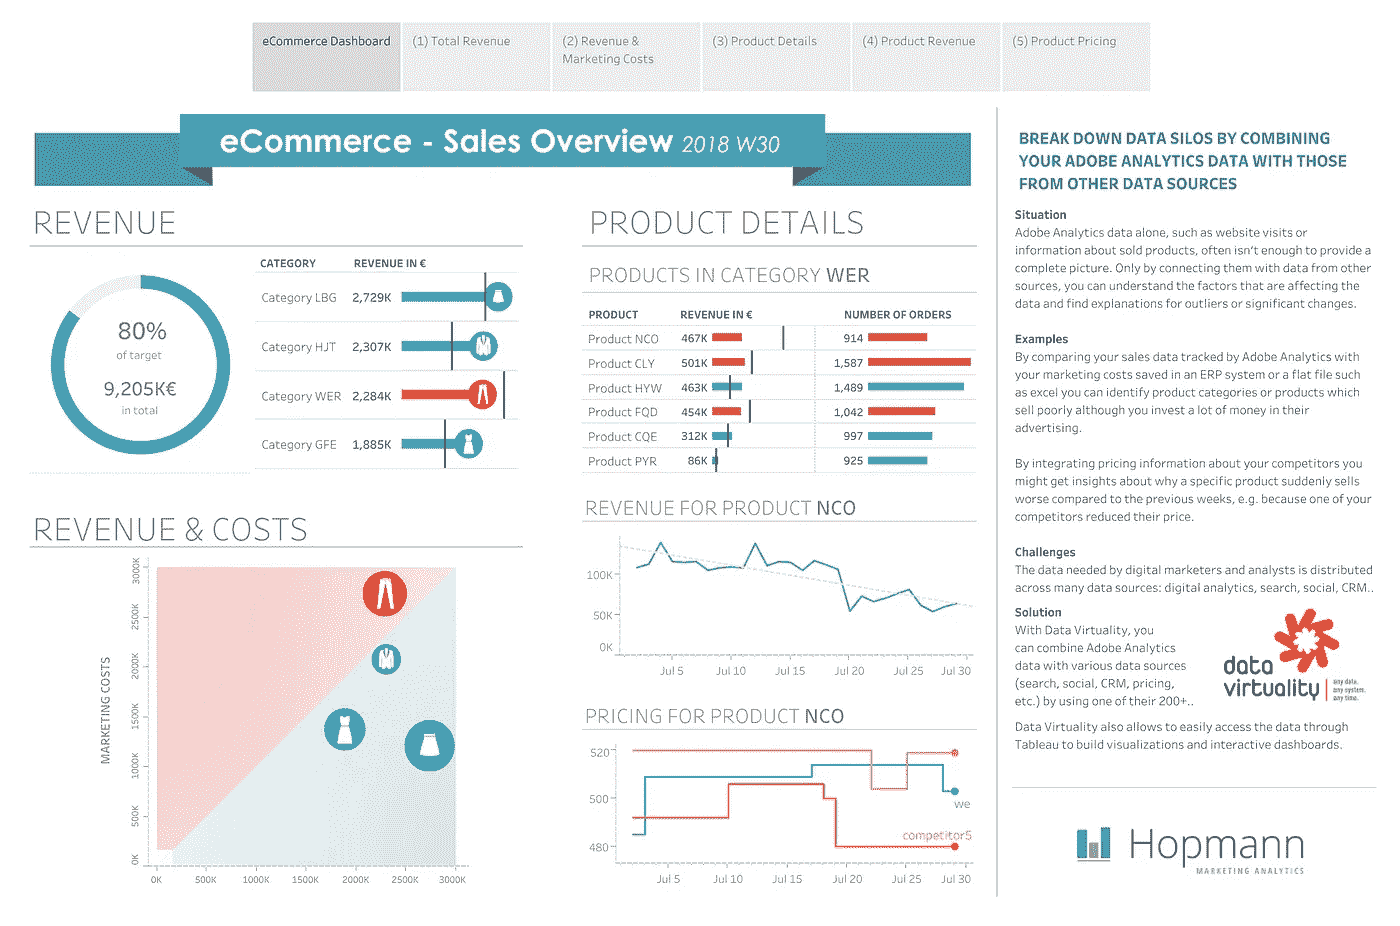 eCommerce Dashboard
(1) Total Revenue
(2) Revenue &
Marketing Costs
(3) Product Details
(4) Product Revenue
(5) Product Pricing
eCommerce - Sales Overview 2018 W30
REVENUE
80%
of target
9,205K€
in total
CATEGORY REVENUE IN €
Category LBG 2,729K
Category HJT 2,307K
Category WER 2,284K
Category GFE 1,885K
REVENUE & COSTS
MARKETING COSTS
3000K
2500K
2000K
1500K
1000K
500K
0K
0K 500K 1000K 1500K 2000K 2500K 3000K
PRODUCT DETAILS
PRODUCTS IN CATEGORY WER
PRODUCT REVENUE IN € NUMBER OF ORDERS
Product NCO 467K 914
Product CLY 501K 1,587
Product HYW 463K 1,489
Product FQD 454K 1,042
Product CQE 312K 997
Product PYR 86K 925
REVENUE FOR PRODUCT NCO
100K
50K
0K
Jul 5 Jul 10 Jul 15 Jul 20 Jul 25 Jul 30
PRICING FOR PRODUCT NCO
520
500
480
we
competitor5
Jul 5 Jul 10 Jul 15 Jul 20 Jul 25 Jul 30
BREAK DOWN DATA SILOS BY COMBINING
YOUR ADOBE ANALYTICS DATA WITH THOSE
FROM OTHER DATA SOURCES
Situation
Adobe Analytics data alone, such as website visits or
information about sold products, often isn't enough to provide a
complete picture. Only by connecting them with data from other
sources, you can understand the factors that are affecting the
data and find explanations for outliers or significant changes.
Examples
By comparing your sales data tracked by Adobe Analytics with
your marketing costs saved in an ERP system or a flat file such
as excel you can identify product categories or products which
sell poorly although you invest a lot of money in their
advertising.
By integrating pricing information about your competitors you
might get insights about why a specific product suddenly sells
worse compared to the previous weeks, e.g. because one of your
competitors reduced their price.
Challenges
The data needed by digital marketers and analysts is distributed
across many data sources: digital analytics, search, social, CRM..
Solution
With Data Virtuality, you
can combine Adobe Analytics
data with various data sources
(search, social, CRM, pricing,
etc.) by using one of their 200+..
data
virtuality
any data.
any system.
any time.
Data Virtuality also allows to easily access the data through
Tableau to build visualizations and interactive dashboards.
Hopmann
MARKETING ANALYTICS